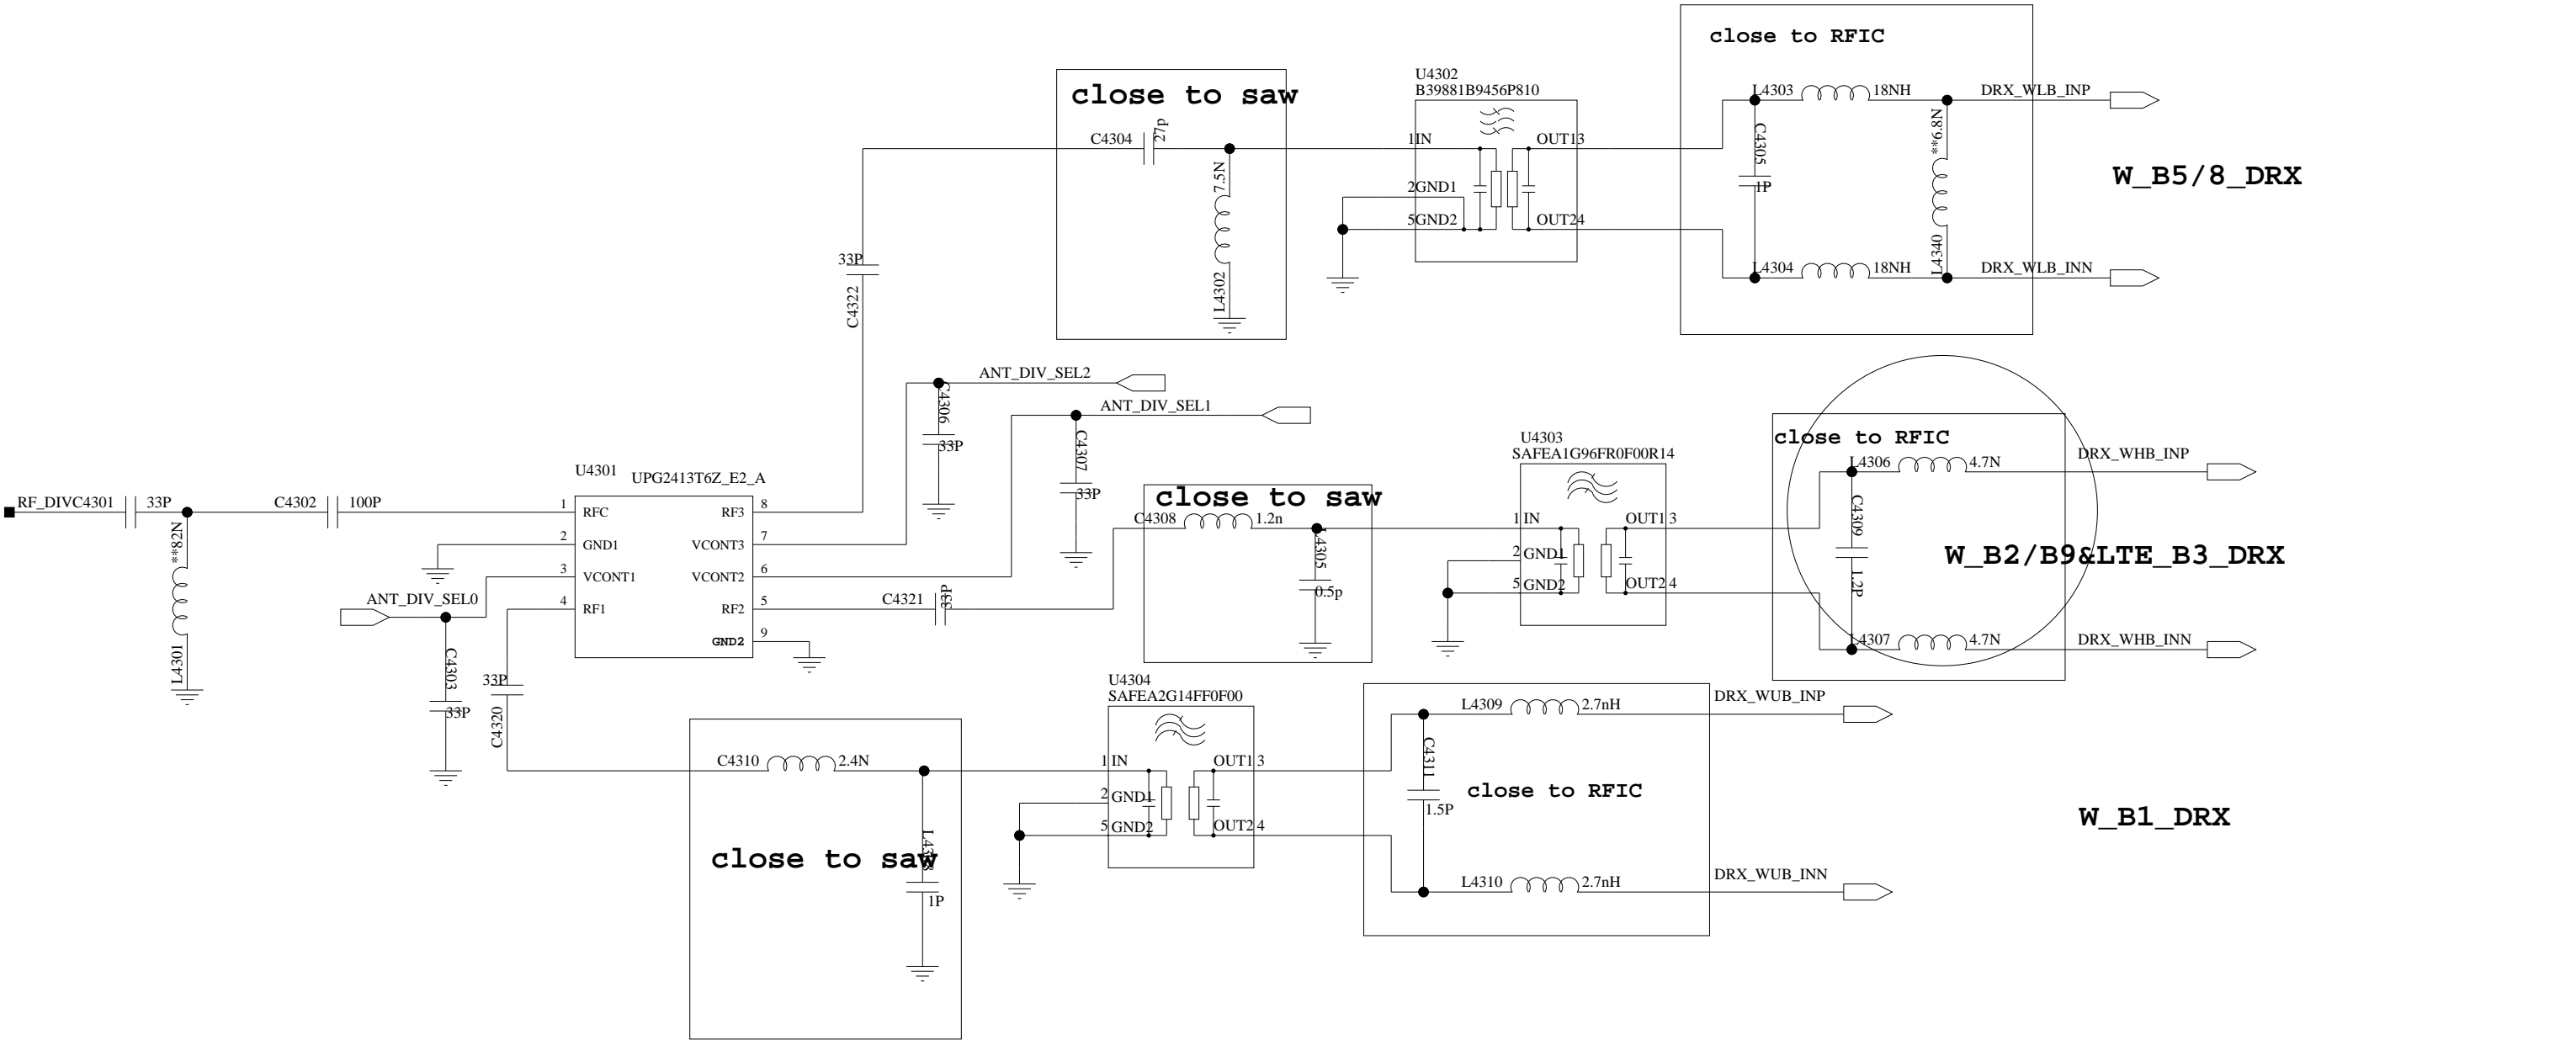 close to RFIC
close to saw
U4302
B39881B9456P810
L4303 18NH
DRX_WLB_INP
C4304
27p
1IN
OUT13
C4305
1P
**6.8N
L4340
7.5N
L4302
2GND1
5GND2
OUT24
W_B5/8_DRX
L4304 18NH
DRX_WLB_INN
33P
C4322
ANT_DIV_SEL2
C4306
33P
ANT_DIV_SEL1
C4307
33P
U4303
SAFEA1G96FR0F00R14
close to RFIC
L4306 4.7N
DRX_WHB_INP
U4301
UPG2413T6Z_E2_A
RF_DIVC4301 33P
C4302 100P
1 RFC
RF3 8
2 GND1
VCONT3 7
3 VCONT1
VCONT2 6
4 RF1
RF2 5
GND2 9
**82N
L4301
ANT_DIV_SEL0
C4303
33P
close to saw
C4308 1.2n
L4305
0.5p
C4321
33P
1 IN
OUT1 3
2 GND1
5 GND2
OUT2 4
C4309
1.2P
W_B2/B9&LTE_B3_DRX
L4307 4.7N
DRX_WHB_INN
33P
C4320
U4304
SAFEA2G14FF0F00
L4309 2.7nH
DRX_WUB_INP
C4310 2.4N
1 IN
OUT1 3
2 GND1
5 GND2
OUT2 4
C4311
1.5P
close to RFIC
W_B1_DRX
close to saw
1P
L4310 2.7nH
DRX_WUB_INN